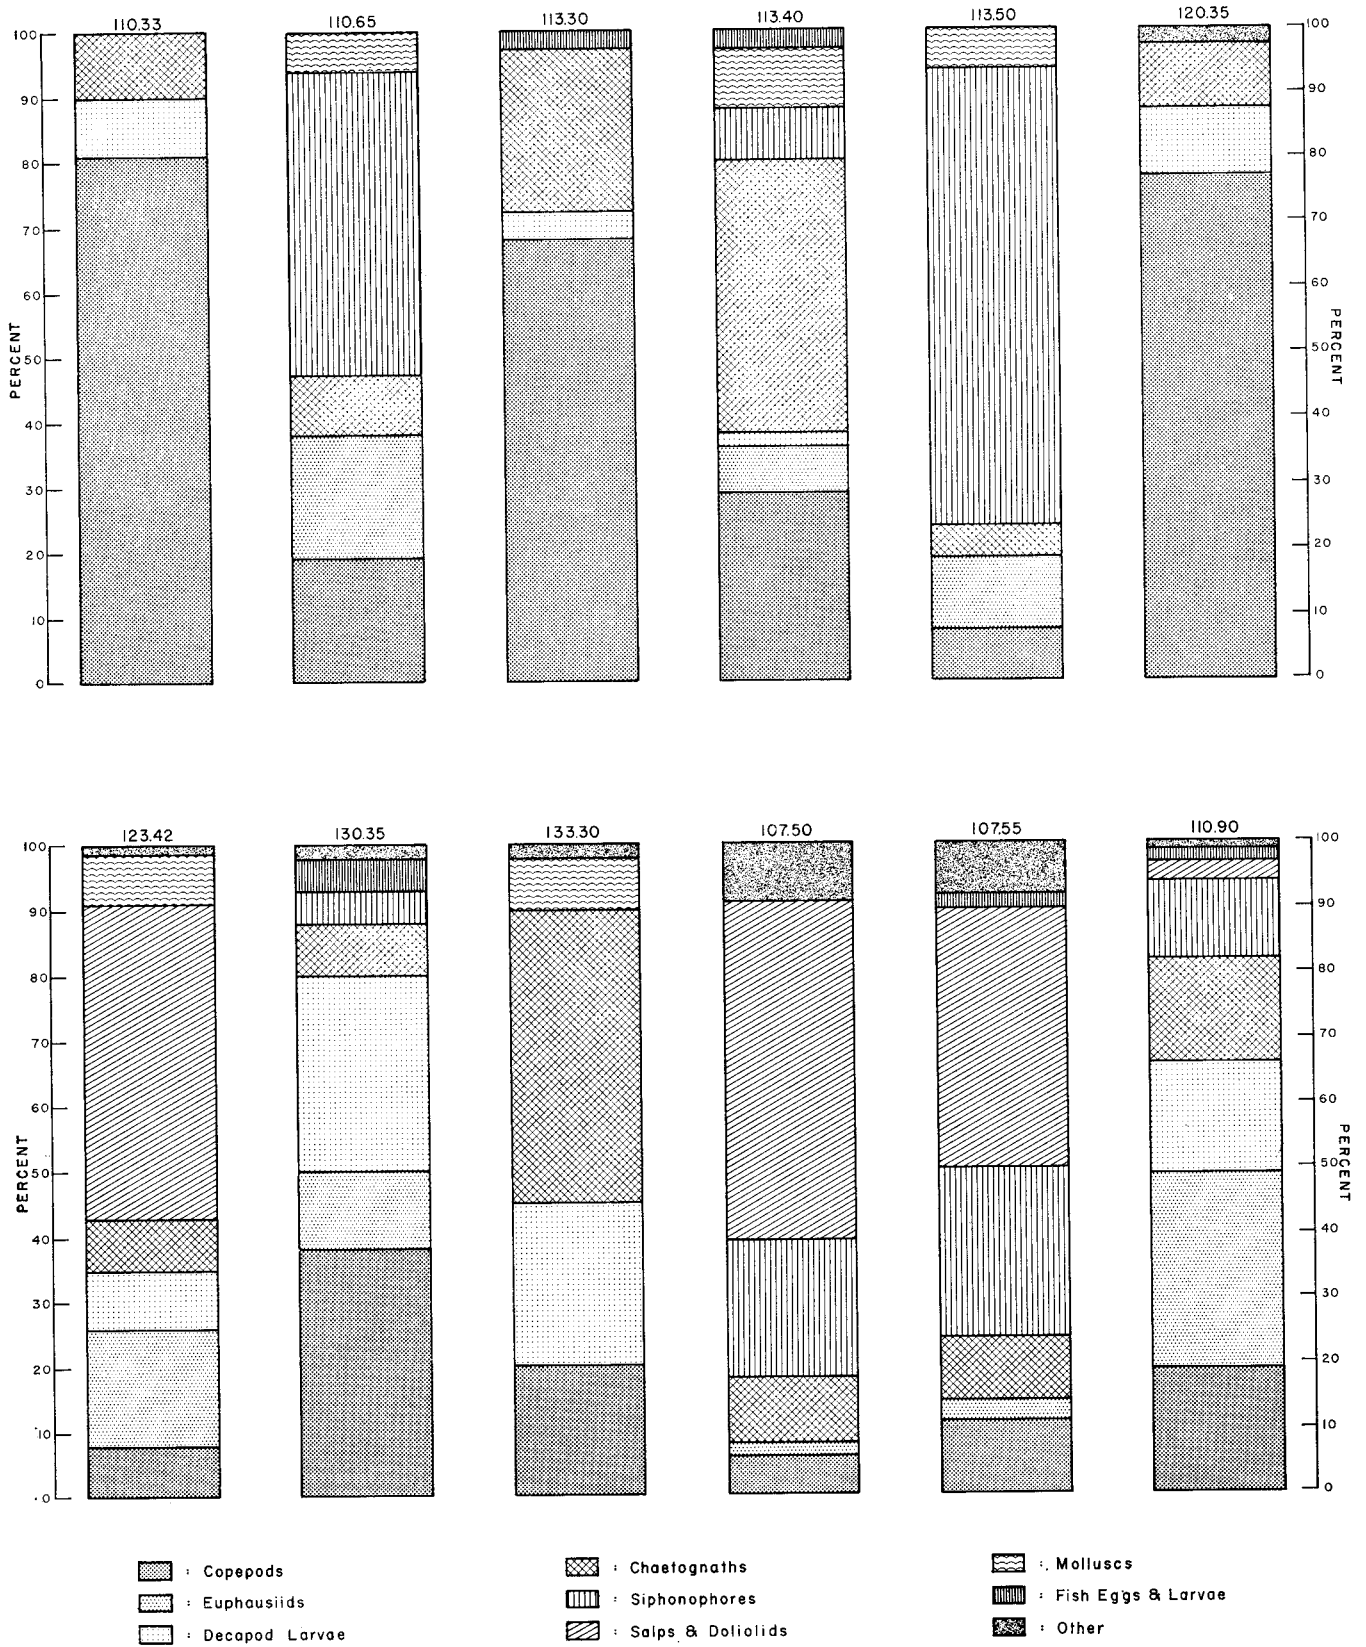 110.33 110.65 113.30 113.40 113.50 120.35
100 100
90 90
80 80
70 70
60 60
50 50
40 40
30 30
20 20
10 10
0 0
PERCENT
PERCENT
123.42 130.35 133.30 107.50 107.55 110.90
100 100
90 90
80 80
70 70
60 60
50 50
40 40
30 30
20 20
10 10
0 0
PERCENT
PERCENT
: Copepods
: Euphausiids
: Decapod Larvae
: Chaetognaths
: Siphonophores
: Salps & Doliolids
: Molluscs
: Fish Eggs & Larvae
: Other